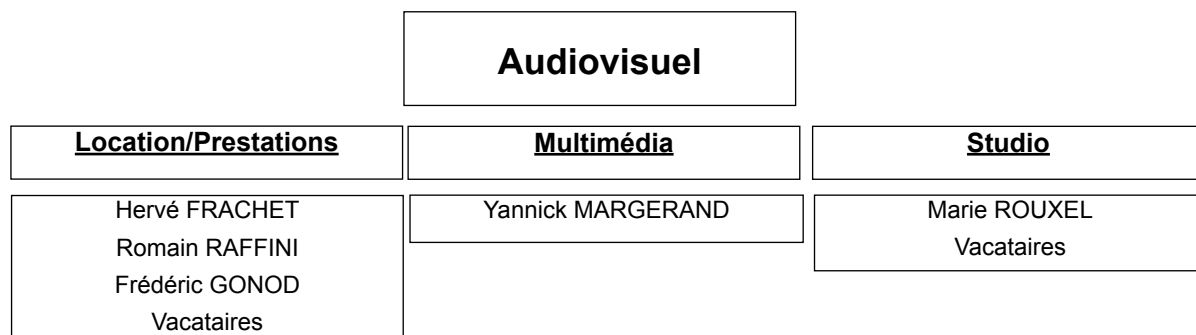 Audiovisuel
Location/Prestations
Multimédia
Studio
Hervé FRACHET
Romain RAFFINI
Frédéric GONOD
Vacataires
Yannick MARGERAND
Marie ROUXEL
Vacataires